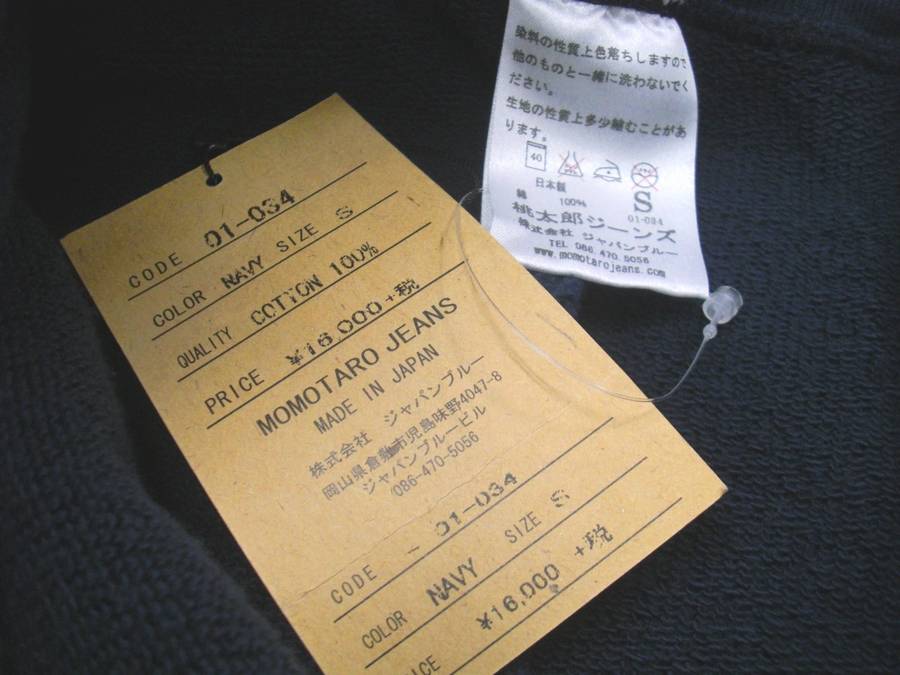 CODE 01-034
COLOR NAVY SIZE S
QUALITY COTTON 100%
PRICE ¥16,000+税
MOMOTARO JEANS
MADE IN JAPAN
株式会社 ジャパンブルー
岡山県倉敷市児島味野4047-8
ジャパンブルービル
086-470-5056
CODE - 01-034
COLOR NAVY SIZE S
ICE ¥16,000 +税
染料の性質上色落ちしますので
他のものと一緒に洗わないでく
ださい。
生地の性質上多少縮むことがあ
ります。
40
日本製
綿 100% S
01-034
桃太郎ジーンズ
株式会社 ジャパンブルー
TEL 086.470.5056
www.momotarojeans.com